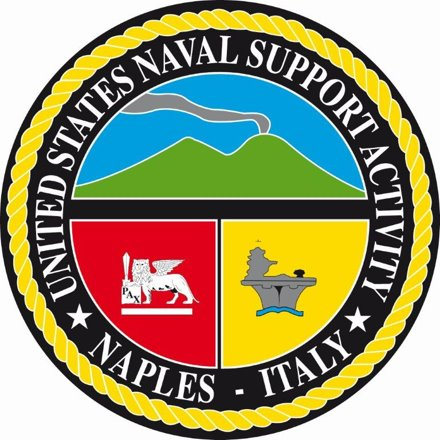 UNITED STATES NAVAL SUPPORT ACTIVITY
PAX
NAPLES - ITALY